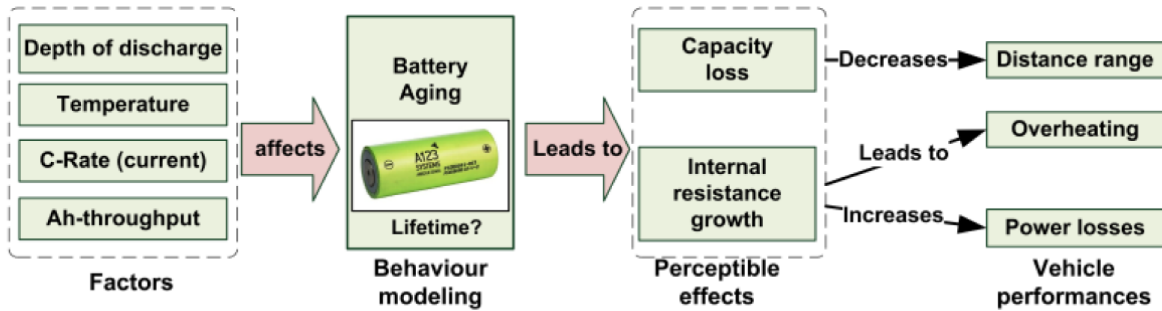 Depth of discharge
Temperature
C-Rate (current)
Ah-throughput
Factors
affects
Battery
Aging
A123
SYSTEMS
Lifetime?
Behaviour
modeling
Leads to
Capacity
loss
Internal
resistance
growth
Perceptible
effects
Decreases
Leads to
Increases
Distance range
Overheating
Power losses
Vehicle
performances